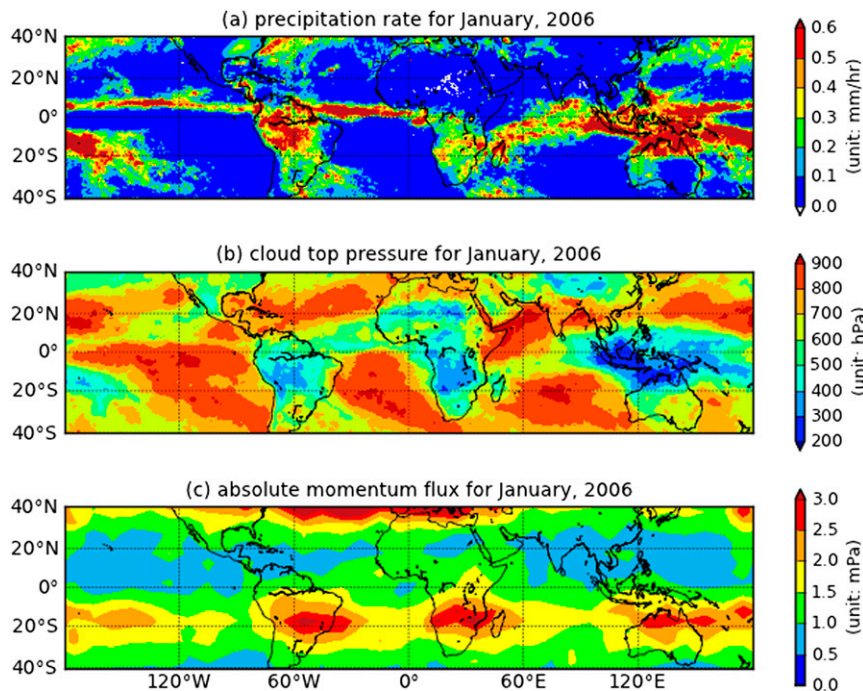 (a) precipitation rate for January, 2006
40°N
20°N
0°
20°S
40°S
0.6
0.5
0.4
0.3
0.2
0.1
0.0
(unit: mm/hr)
(b) cloud top pressure for January, 2006
40°N
20°N
0°
20°S
40°S
900
800
700
600
500
400
300
200
(unit: hPa)
(c) absolute momentum flux for January, 2006
40°N
20°N
0°
20°S
40°S
120°W
60°W
0°
60°E
120°E
3.0
2.5
2.0
1.5
1.0
0.5
0.0
(unit: mPa)